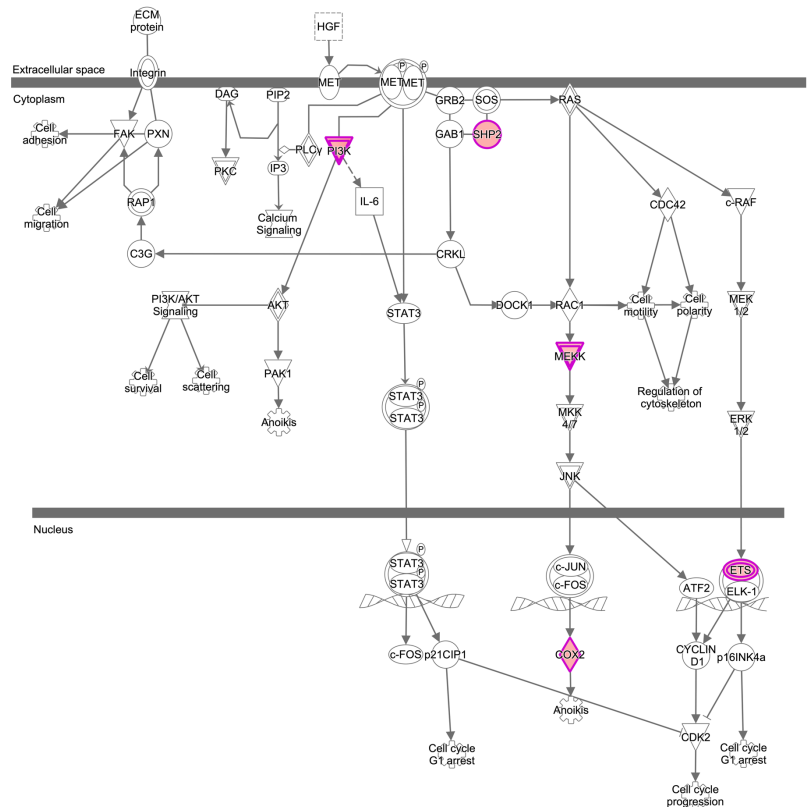 ECM
protein
HGF
Extracellular space
Integrin
MET
P
P
MET
MET
Cytoplasm
DAG
PIP2
GRB2
SOS
RAS
Cell
adhesion
FAK
PXN
GAB1
SHP2
PLCγ
PI3K
PKC
IP3
IL-6
RAP1
CDC42
c-RAF
Cell
migration
Calcium
Signaling
C3G
CRKL
PI3K/AKT
Signaling
AKT
STAT3
DOCK1
RAC1
Cell
motility
Cell
polarity
MEK
1/2
MEKK
Cell
survival
Cell
scattering
PAK1
P
STAT3
P
STAT3
Regulation of
cytoskeleton
Anoikis
MKK
4/7
ERK
1/2
JNK
Nucleus
P
STAT3
P
STAT3
c-JUN
c-FOS
ETS
ELK-1
ATF2
c-FOS
p21CIP1
COX2
CYCLIN
D1
p16INK4a
Anoikis
CDK2
Cell cycle
G1 arrest
Cell cycle
G1 arrest
Cell cycle
progression